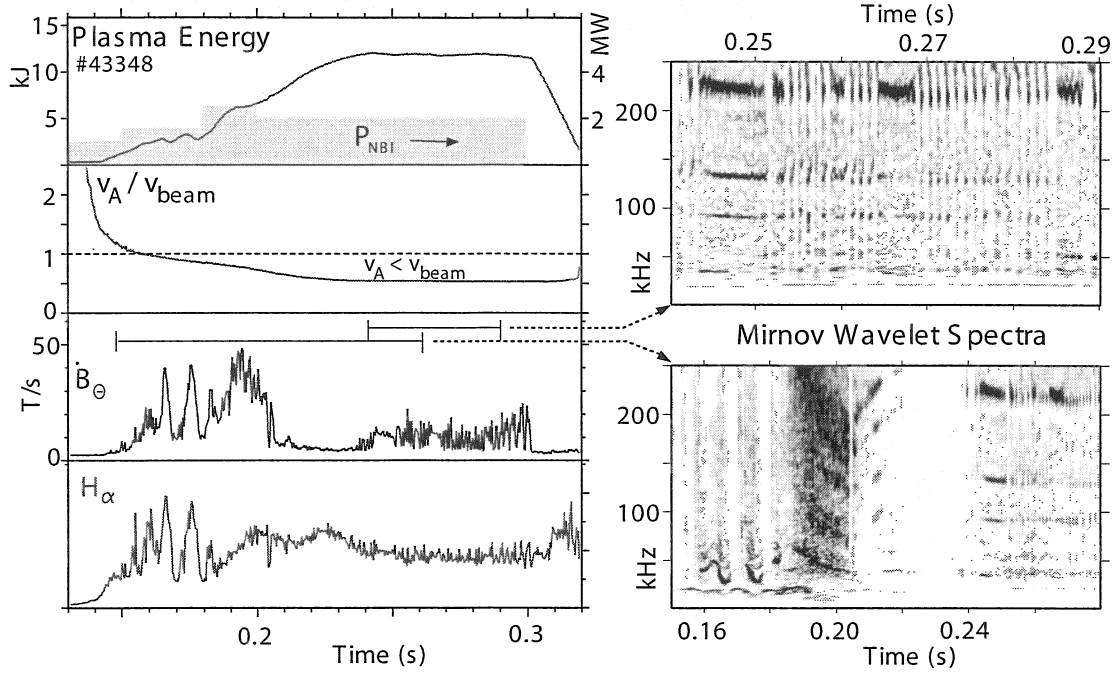 Plasma Energy
#43348
15
10
5
kJ
MW
4
2
P_NBI
v_A / v_beam
2
1
0
v_A < v_beam
50
0
T/s
Ḃ_Θ
H_α
0.2
0.3
Time (s)
Time (s)
0.25
0.27
0.29
200
100
kHz
Mirnov Wavelet Spectra
200
100
kHz
0.16
0.20
0.24
Time (s)